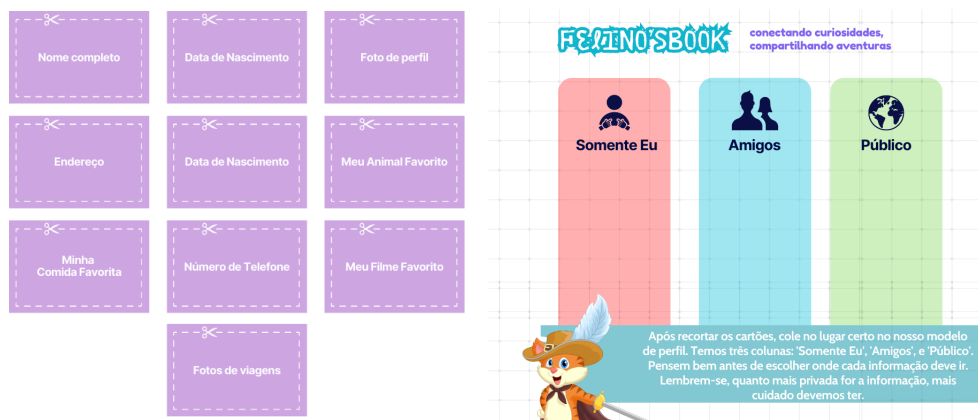 Nome completo
Data de Nascimento
Foto de perfil
Endereço
Data de Nascimento
Meu Animal Favorito
Minha
Comida Favorita
Número de Telefone
Meu Filme Favorito
Fotos de viagens
FELINO'SBOOK
conectando curiosidades,
compartilhando aventuras
Somente Eu
Amigos
Público
Após recortar os cartões, cole no lugar certo no nosso modelo
de perfil. Temos três colunas: 'Somente Eu', 'Amigos', e 'Público'.
Pensem bem antes de escolher onde cada informação deve ir.
Lembrem-se, quanto mais privada for a informação, mais
cuidado devemos ter.